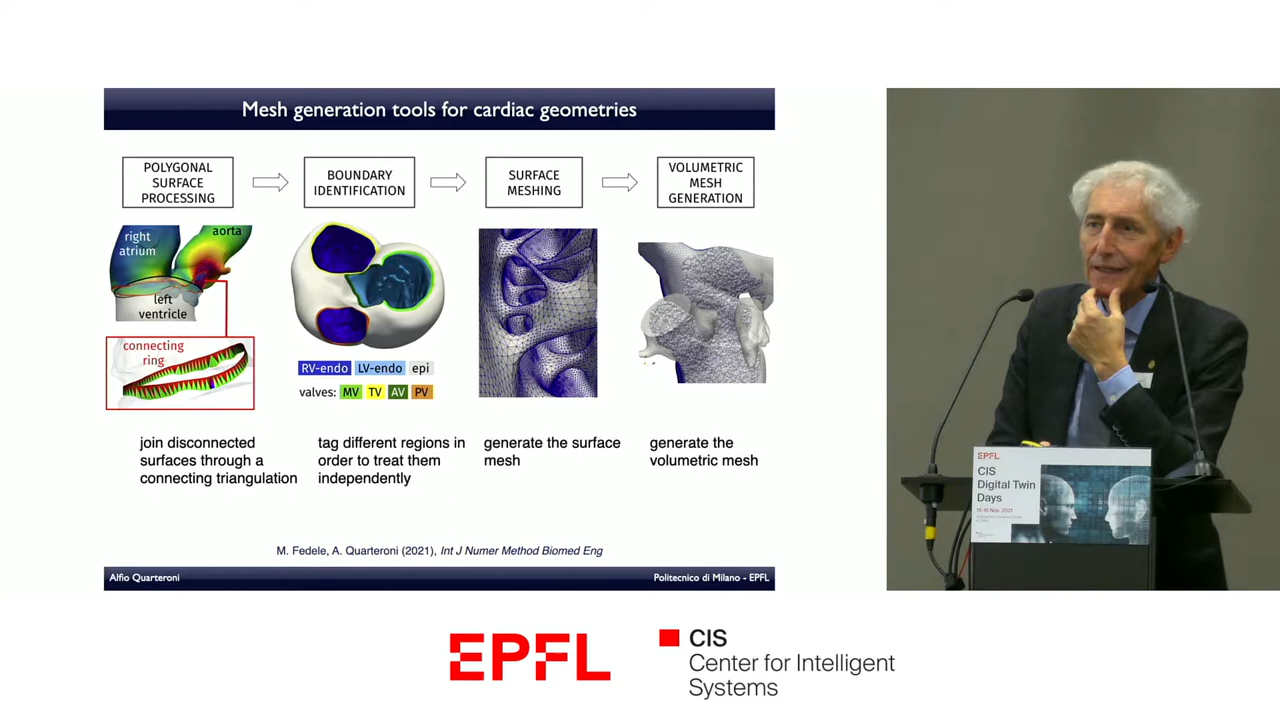 Mesh generation tools for cardiac geometries
POLYGONAL
SURFACE
PROCESSING
BOUNDARY
IDENTIFICATION
SURFACE
MESHING
VOLUMETRIC
MESH
GENERATION
right
atrium
aorta
left
ventricle
connecting
ring
RV-endo LV-endo epi
valves: MV TV AV PV
join disconnected
surfaces through a
connecting triangulation
tag different regions in
order to treat them
independently
generate the surface
mesh
generate the
volumetric mesh
M. Fedele, A. Quarteroni (2021), Int J Numer Method Biomed Eng
Alfio Quarteroni
Politecnico di Milano - EPFL
EPFL
CIS
Digital Twin
Days
Nov. 2021
EPFL
CIS
Center for Intelligent
Systems